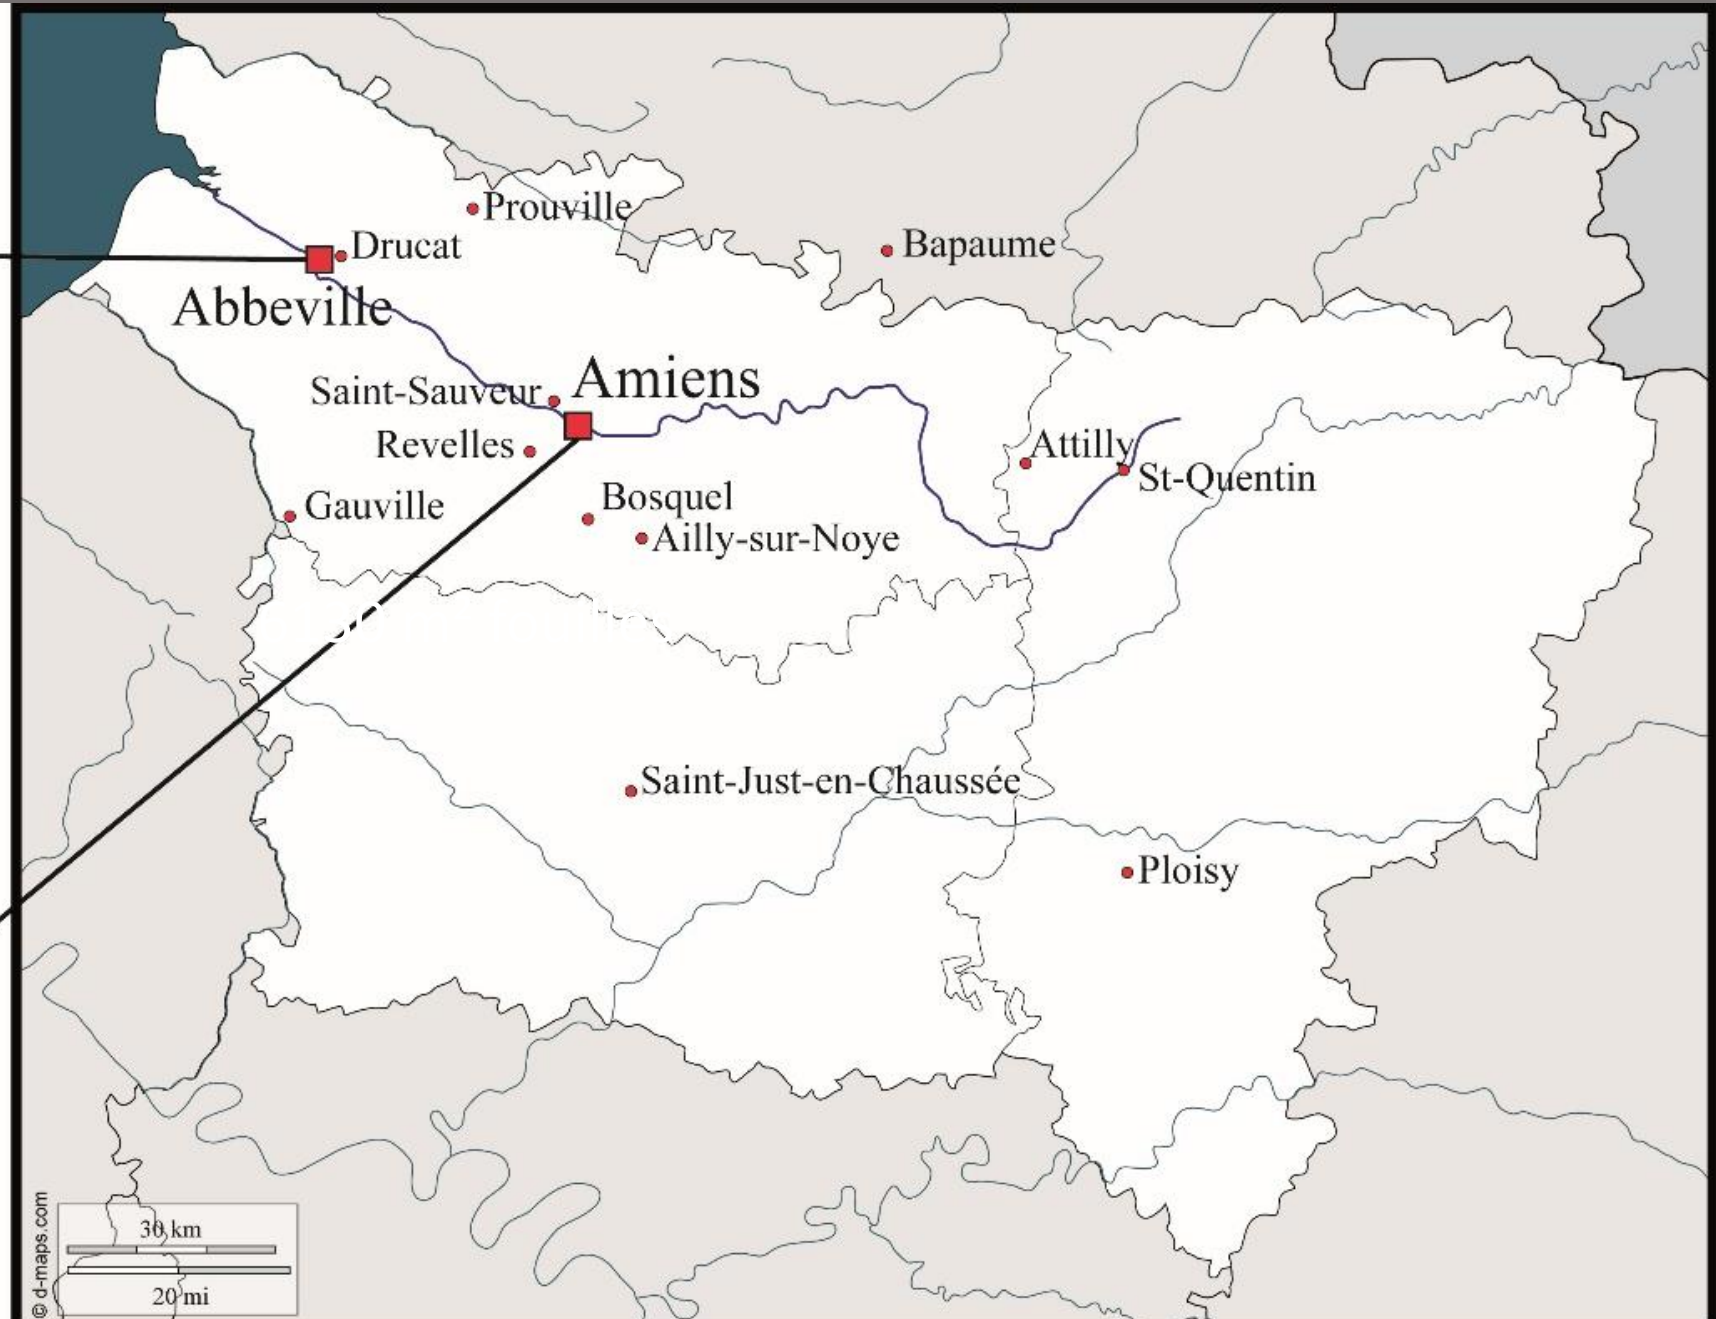 Prouville
Drucat
Bapaume
Abbeville
Amiens
Saint-Sauveur
Revelles
Attilly
St-Quentin
Gauville
Bosquel
Ailly-sur-Noye
Saint-Just-en-Chaussée
Ploisy
30 km
20 mi
© d-maps.com